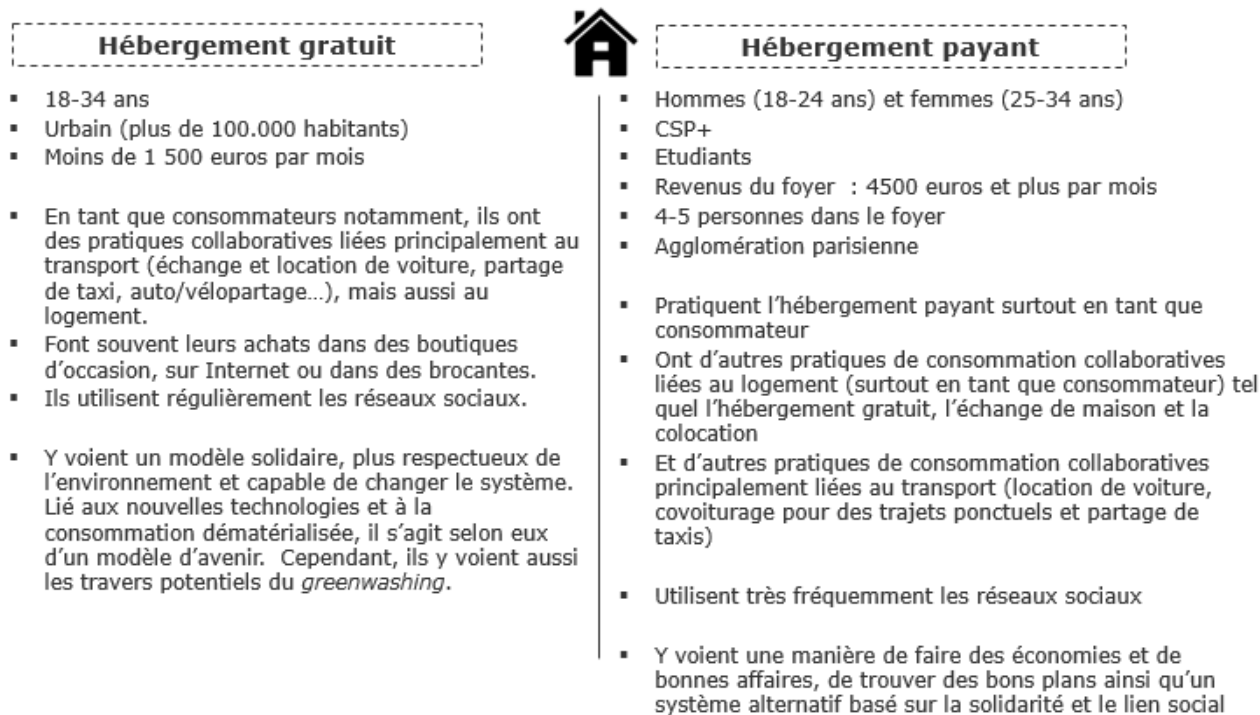 Hébergement gratuit
▪ 18-34 ans
▪ Urbain (plus de 100.000 habitants)
▪ Moins de 1 500 euros par mois
▪ En tant que consommateurs notamment, ils ont
des pratiques collaboratives liées principalement au
transport (échange et location de voiture, partage
de taxi, auto/vélopartage…), mais aussi au
logement.
▪ Font souvent leurs achats dans des boutiques
d’occasion, sur Internet ou dans des brocantes.
▪ Ils utilisent régulièrement les réseaux sociaux.
▪ Y voient un modèle solidaire, plus respectueux de
l’environnement et capable de changer le système.
Lié aux nouvelles technologies et à la
consommation dématérialisée, il s’agit selon eux
d’un modèle d’avenir. Cependant, ils y voient aussi
les travers potentiels du greenwashing.
Hébergement payant
▪ Hommes (18-24 ans) et femmes (25-34 ans)
▪ CSP+
▪ Etudiants
▪ Revenus du foyer : 4500 euros et plus par mois
▪ 4-5 personnes dans le foyer
▪ Agglomération parisienne
▪ Pratiquent l’hébergement payant surtout en tant que
consommateur
▪ Ont d’autres pratiques de consommation collaboratives
liées au logement (surtout en tant que consommateur) tel
quel l’hébergement gratuit, l’échange de maison et la
colocation
▪ Et d’autres pratiques de consommation collaboratives
principalement liées au transport (location de voiture,
covoiturage pour des trajets ponctuels et partage de
taxis)
▪ Utilisent très fréquemment les réseaux sociaux
▪ Y voient une manière de faire des économies et de
bonnes affaires, de trouver des bons plans ainsi qu’un
système alternatif basé sur la solidarité et le lien social